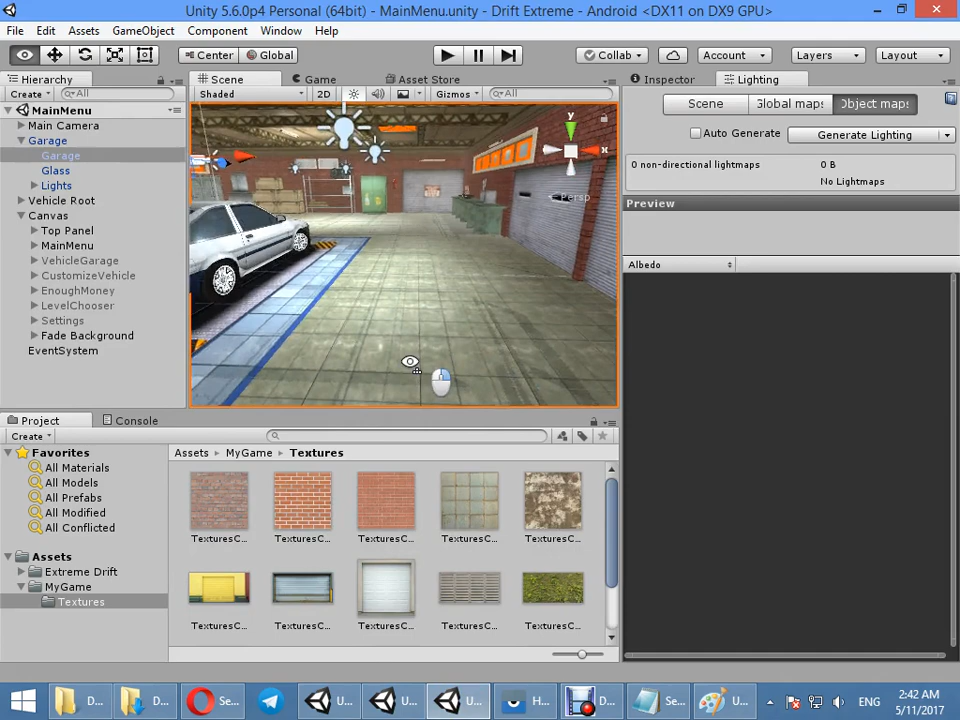 Unity 5.6.0p4 Personal (64bit) - MainMenu.unity - Drift Extreme - Android <DX11 on DX9 GPU>
File Edit Assets GameObject Component Window Help
Center Global Collab Account Layers Layout
Hierarchy
Create All
MainMenu
Main Camera
Garage
Garage
Glass
Lights
Vehicle Root
Canvas
Top Panel
MainMenu
VehicleGarage
CustomizeVehicle
EnoughMoney
LevelChooser
Settings
Fade Background
EventSystem
Scene Game Asset Store
Shaded 2D Gizmos All
y
x
Persp
Inspector Lighting
Scene Global maps Object maps
Auto Generate Generate Lighting
0 non-directional lightmaps 0 B
No Lightmaps
Preview
Albedo
Project Console
Create
Favorites
All Materials
All Models
All Prefabs
All Modified
All Conflicted
Assets
Extreme Drift
MyGame
Textures
Assets MyGame Textures
TexturesC... TexturesC... TexturesC... TexturesC... TexturesC...
TexturesC... TexturesC... TexturesC... TexturesC... TexturesC...
D... D... Se... U... U... U... H... D... Se... U... ENG
2:42 AM
5/11/2017